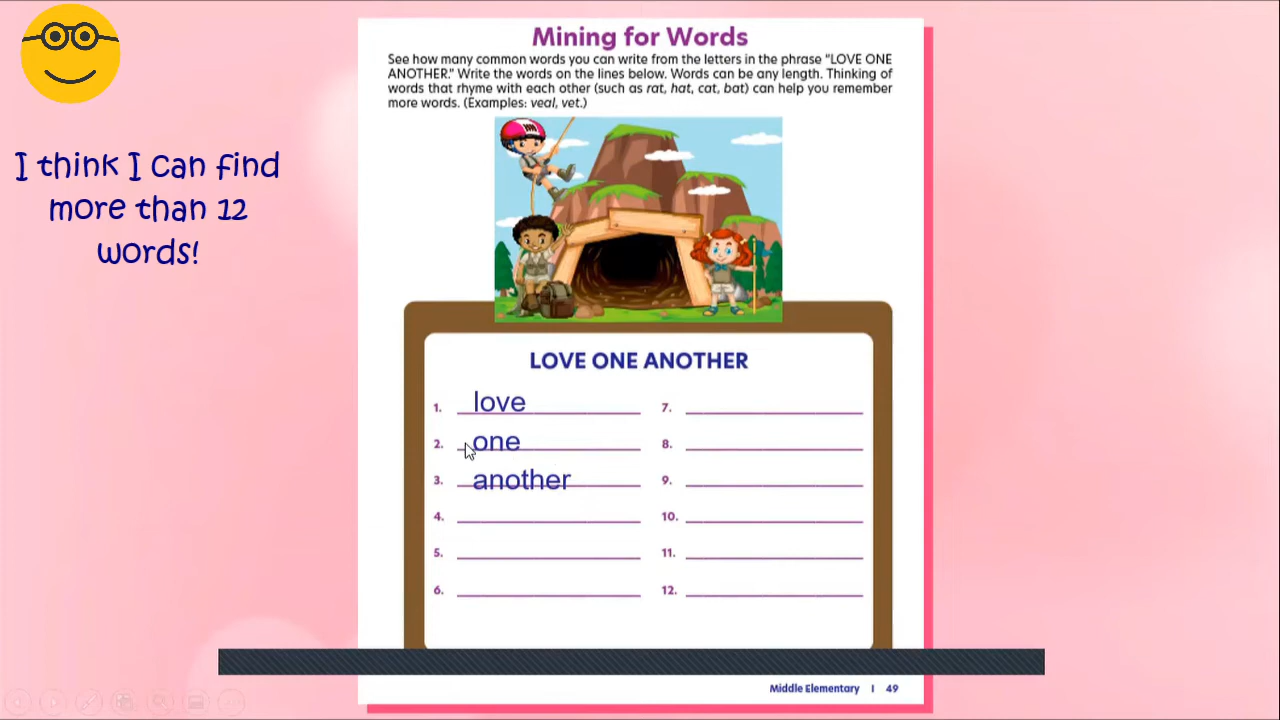 Mining for Words
See how many common words you can write from the letters in the phrase "LOVE ONE
ANOTHER." Write the words on the lines below. Words can be any length. Thinking of
words that rhyme with each other (such as rat, hat, cat, bat) can help you remember
more words. (Examples: veal, vet.)
I think I can find
more than 12
words!
LOVE ONE ANOTHER
1. love
2. one
3. another
4.
5.
6.
7.
8.
9.
10.
11.
12.
Middle Elementary | 49